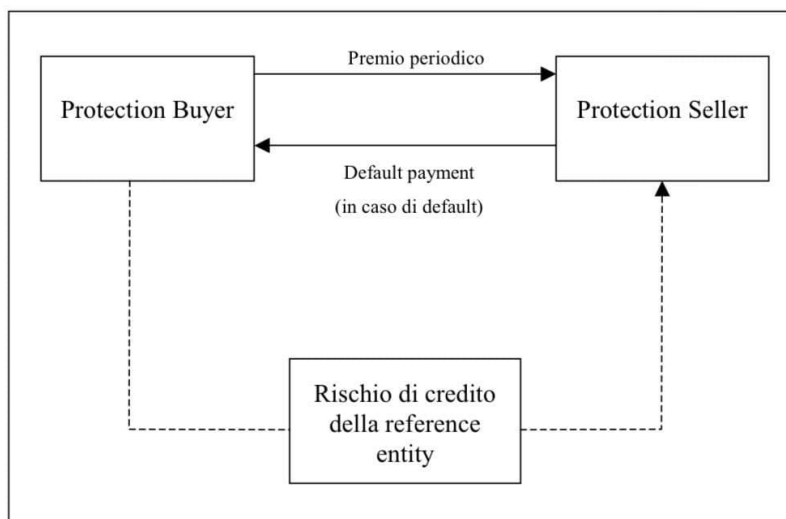 Premio periodico
Protection Buyer
Protection Seller
Default payment
(in caso di default)
Rischio di credito
della reference
entity